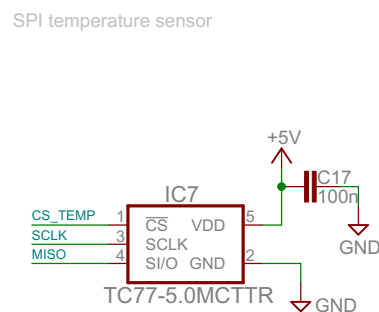 SPI temperature sensor
+5V
C17
100n
GND
IC7
CS_TEMP 1 CS VDD 5
SCLK 3 SCLK
MISO 4 SI/O GND 2
TC77-5.0MCTTR
GND